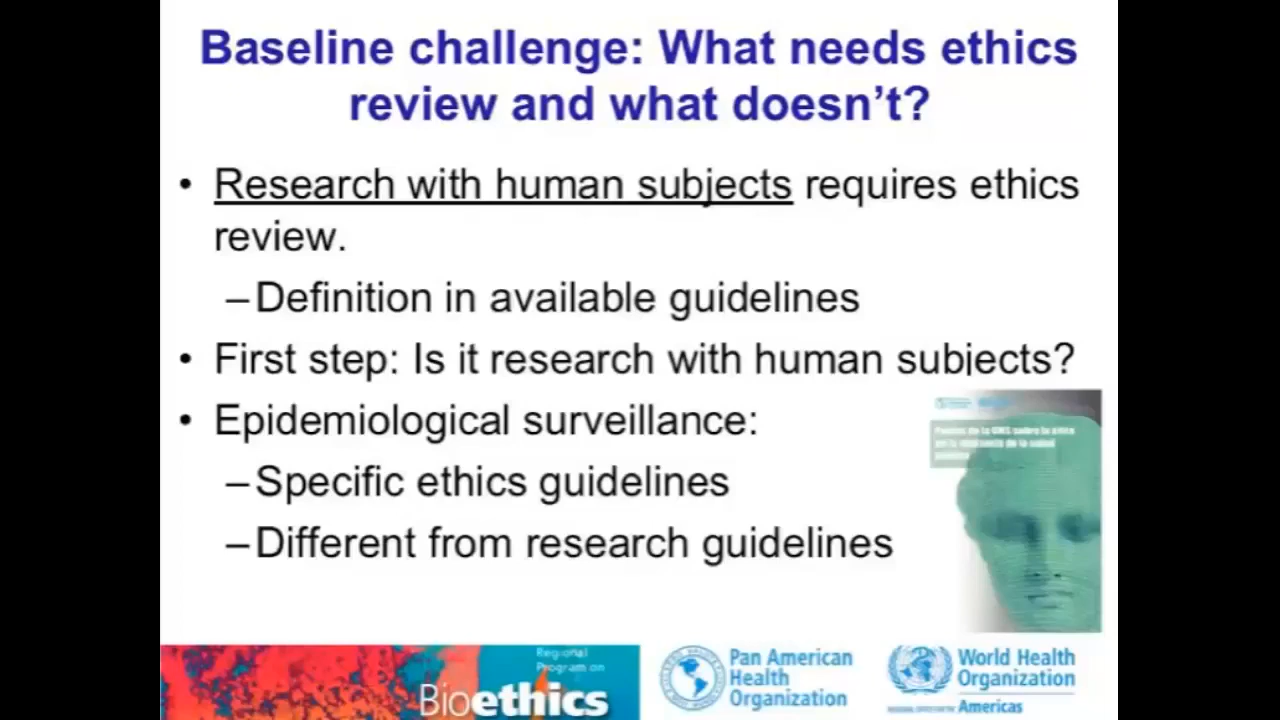 Baseline challenge: What needs ethics
review and what doesn't?
• Research with human subjects requires ethics
review.
–Definition in available guidelines
• First step: Is it research with human subjects?
• Epidemiological surveillance:
–Specific ethics guidelines
–Different from research guidelines
Regional
Program on
Bioethics
Pan American
Health
Organization
World Health
Organization
Americas